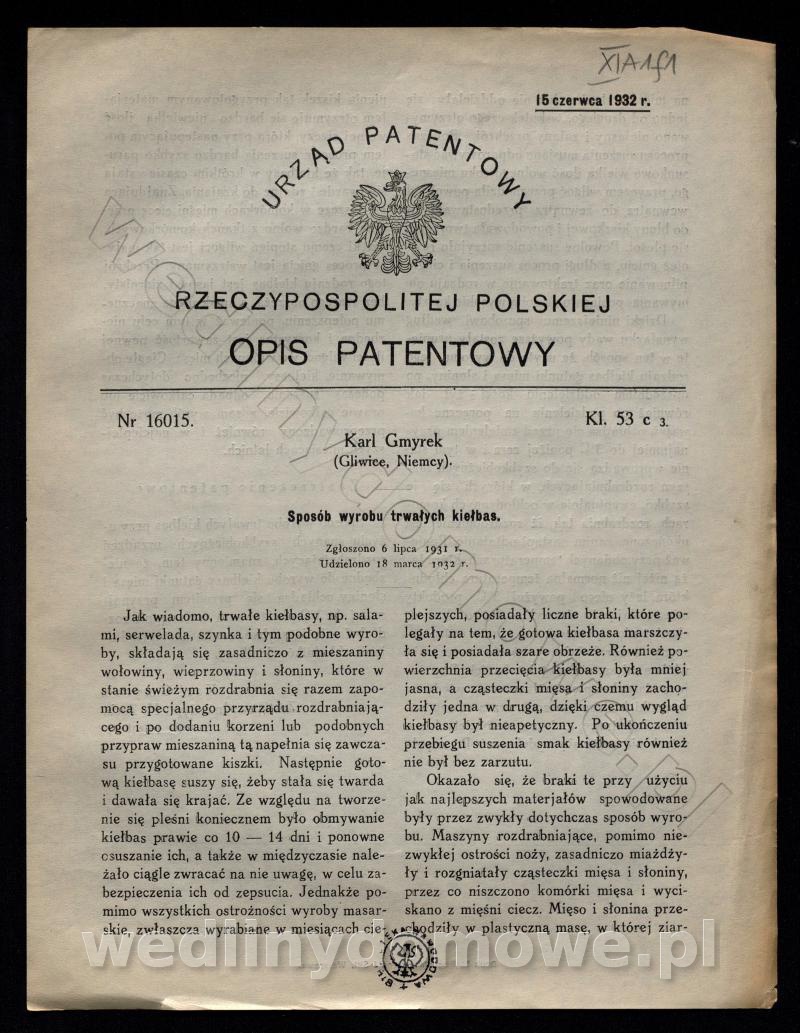 XIA1f1
15 czerwca 1932 r.
URZĄD PATENTOWY
RZECZYPOSPOLITEJ POLSKIEJ
OPIS PATENTOWY
Nr 16015.
Kl. 53 c 3.
Karl Gmyrek
(Gliwice, Niemcy).
Sposób wyrobu trwałych kiełbas.
Zgłoszono 6 lipca 1931 r.
Udzielono 18 marca 1932 r.
Jak wiadomo, trwałe kiełbasy, np. sala-
mi, serwelada, szynka i tym podobne wyro-
by, składają się zasadniczo z mieszaniny
wołowiny, wieprzowiny i słoniny, które w
stanie świeżym rozdrabnia się razem zapo-
mocą specjalnego przyrządu rozdrabniają-
cego i po dodaniu korzeni lub podobnych
przypraw mieszaniną tą napełnia się zawcza-
su przygotowane kiszki. Następnie goto-
wą kiełbasę suszy się, żeby stała się twarda
i dawała się krajać. Ze względu na tworze-
nie się pleśni koniecznem było obmywanie
kiełbas prawie co 10 — 14 dni i ponowne
osuszanie ich, a także w międzyczasie nale-
żało ciągle zwracać na nie uwagę, w celu za-
bezpieczenia ich od zepsucia. Jednakże po-
mimo wszystkich ostrożności wyroby masar-
skie, zwłaszcza wyrabiane w miesiącach cie-
plejszych, posiadały liczne braki, które po-
legały na tem, że gotowa kiełbasa marszczy-
ła się i posiadała szare obrzeże. Również po-
wierzchnia przecięcia kiełbasy była mniej
jasna, a cząsteczki mięsa i słoniny zacho-
dziły jedna w drugą, dzięki czemu wygląd
kiełbasy był nieapetyczny. Po ukończeniu
przebiegu suszenia smak kiełbasy również
nie był bez zarzutu.
Okazało się, że braki te przy użyciu
jak najlepszych materjałów spowodowane
były przez zwykły dotychczas sposób wyro-
bu. Maszyny rozdrabniające, pomimo nie-
zwykłej ostrości noży, zasadniczo miażdży-
ły i rozgniatały cząsteczki mięsa i słoniny,
przez co niszczono komórki mięsa i wyci-
skano z mięśni ciecz. Mięso i słonina prze-
chodziły w plastyczną masę, w której ziar-
wedlinydomowe.pl